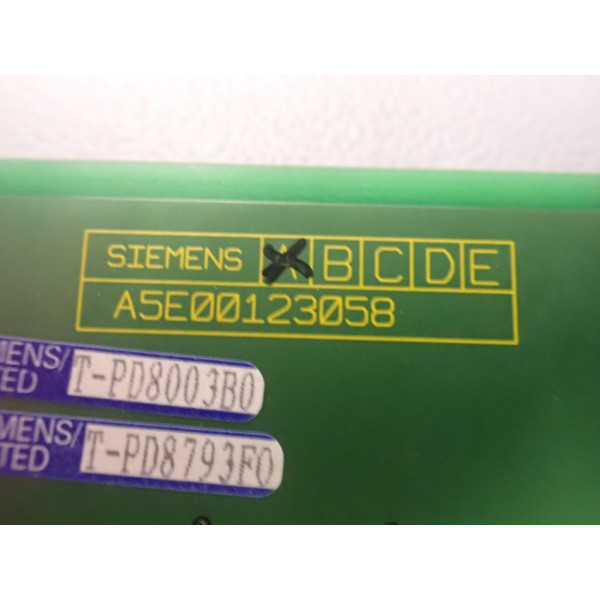 SIEMENS A B C D E
A5E00123058
MENS/
TED T-PD8003B0
MENS/
TED T-PD8793F0